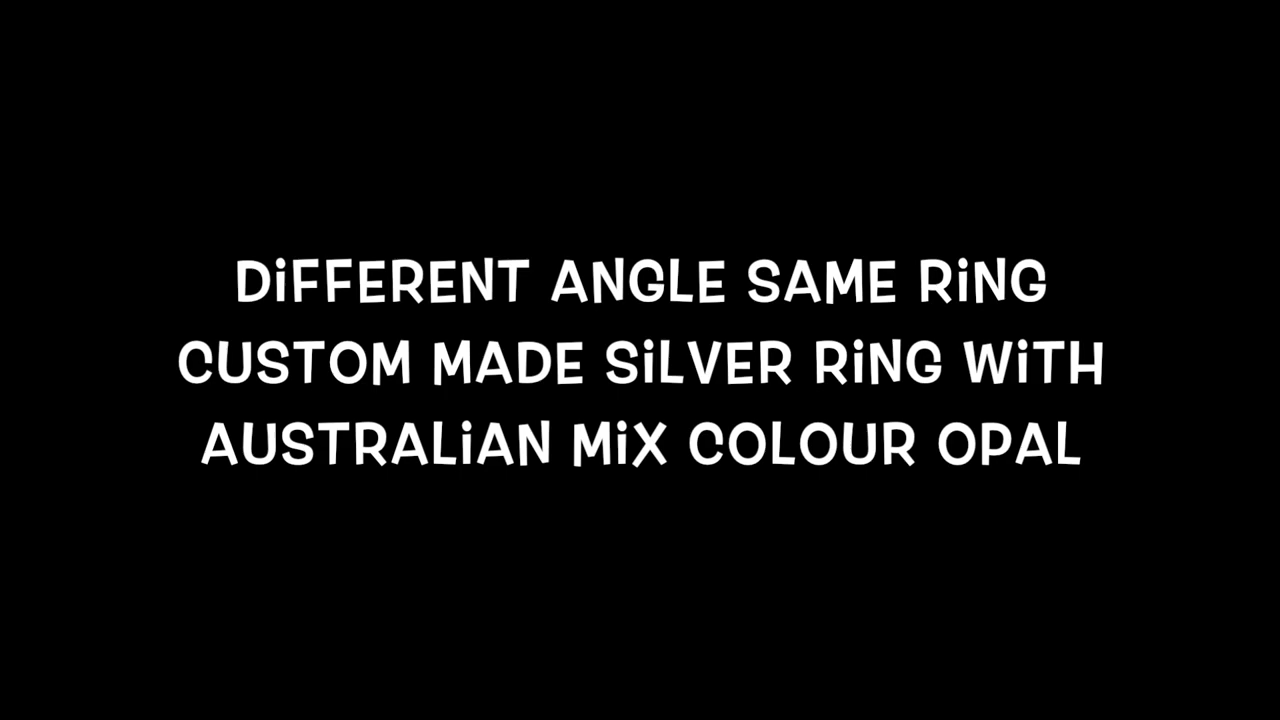 DiFFERENT ANGLE SAME RiNG
CUSTOM MADE SiLVER RiNG WiTH
AUSTRALiAN MiX COLOUR OPAL